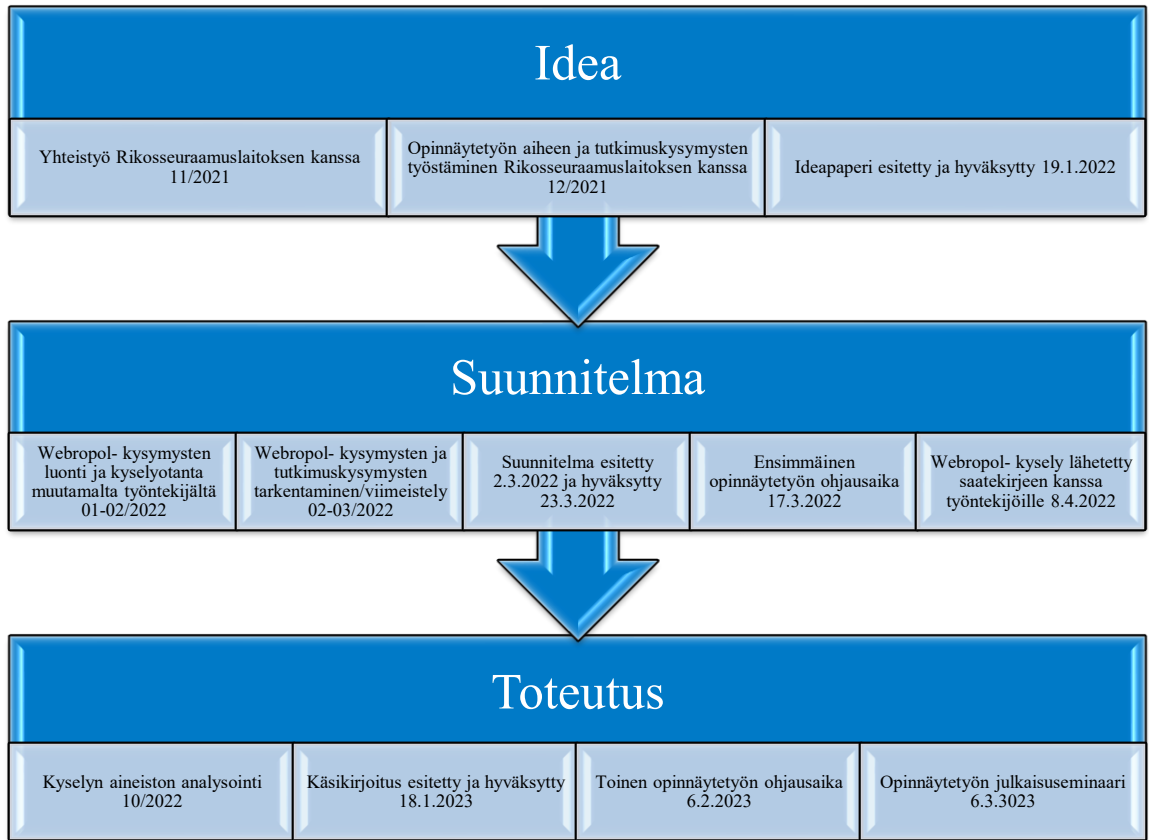 Idea
Yhteistyö Rikosseuraamuslaitoksen kanssa
11/2021
Opinnäytetyön aiheen ja tutkimuskysymysten
työstäminen Rikosseuraamuslaitoksen kanssa
12/2021
Ideapaperi esitetty ja hyväksytty 19.1.2022
Suunnitelma
Webropol- kysymysten
luonti ja kyselyotanta
muutamalta työntekijältä
01-02/2022
Webropol- kysymysten ja
tutkimuskysymysten
tarkentaminen/viimeistely
02-03/2022
Suunnitelma esitetty
2.3.2022 ja hyväksytty
23.3.2022
Ensimmäinen
opinnäytetyön ohjausaika
17.3.2022
Webropol- kysely lähetetty
saatekirjeen kanssa
työntekijöille 8.4.2022
Toteutus
Kyselyn aineiston analysointi
10/2022
Käsikirjoitus esitetty ja hyväksytty
18.1.2023
Toinen opinnäytetyön ohjausaika
6.2.2023
Opinnäytetyön julkaisuseminaari
6.3.3023